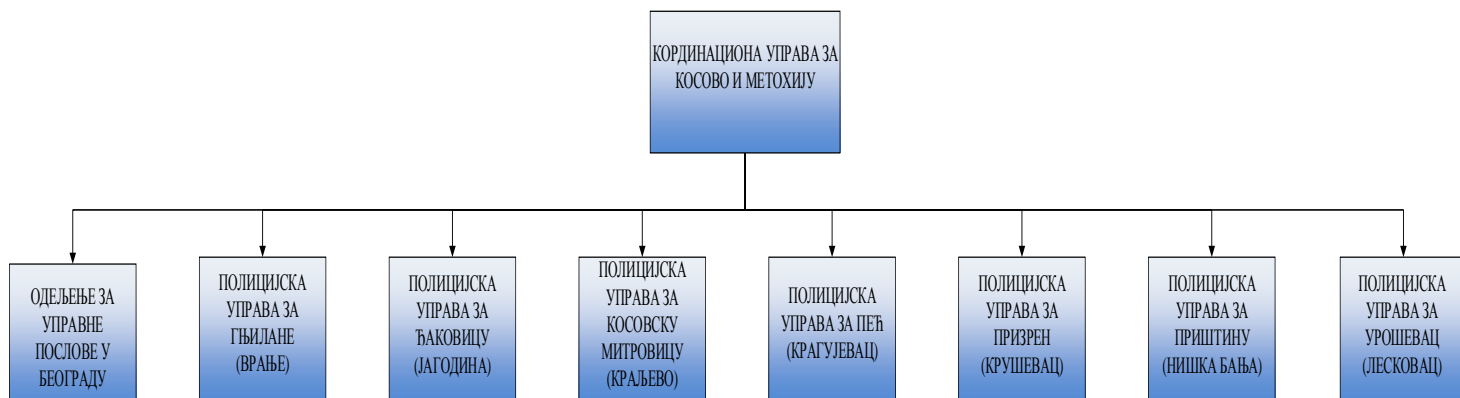 КОРДИНАЦИОНА УПРАВА ЗА
КОСОВО И МЕТОХИЈУ
ОДЕЉЕЊЕ ЗА
УПРАВНЕ
ПОСЛОВЕ У
БЕОГРАДУ
ПОЛИЦИЈСКА
УПРАВА ЗА
ГЊИЛАНЕ
(ВРАЊЕ)
ПОЛИЦИЈСКА
УПРАВА ЗА
ЂАКОВИЦУ
(ЈАГОДИНА)
ПОЛИЦИЈСКА
УПРАВА ЗА
КОСОВСКУ
МИТРОВИЦУ
(КРАЉЕВО)
ПОЛИЦИЈСКА
УПРАВА ЗА ПЕЋ
(КРАГУЈЕВАЦ)
ПОЛИЦИЈСКА
УПРАВА ЗА
ПРИЗРЕН
(КРУШЕВАЦ)
ПОЛИЦИЈСКА
УПРАВА ЗА
ПРИШТИНУ
(НИШКА БАЊА)
ПОЛИЦИЈСКА
УПРАВА ЗА
УРОШЕВАЦ
(ЛЕСКОВАЦ)